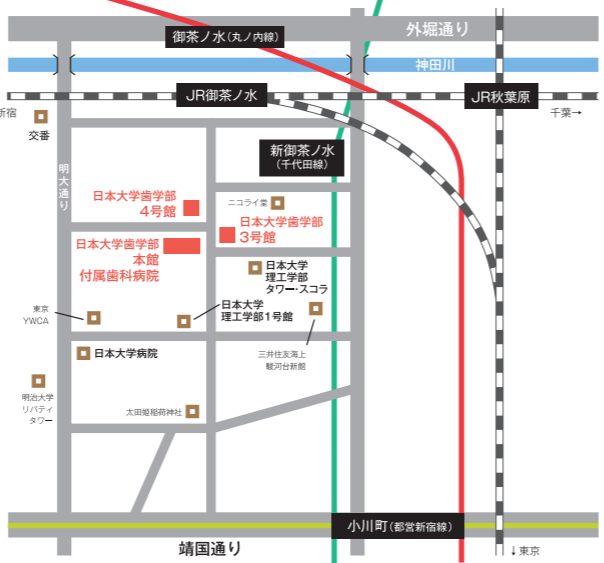 外堀通り
御茶ノ水（丸ノ内線）
神田川
JR御茶ノ水
JR秋葉原
新宿
千葉→
交番
新御茶ノ水
（千代田線）
明大通り
日本大学歯学部
4号館
ニコライ堂
日本大学歯学部
3号館
日本大学歯学部
本館
付属歯科病院
日本大学
理工学部
タワー・スコラ
東京
YWCA
日本大学
理工学部1号館
日本大学病院
三井住友海上
駿河台新館
明治大学
リバティ
タワー
太田姫稲荷神社
小川町（都営新宿線）
靖国通り
↓東京